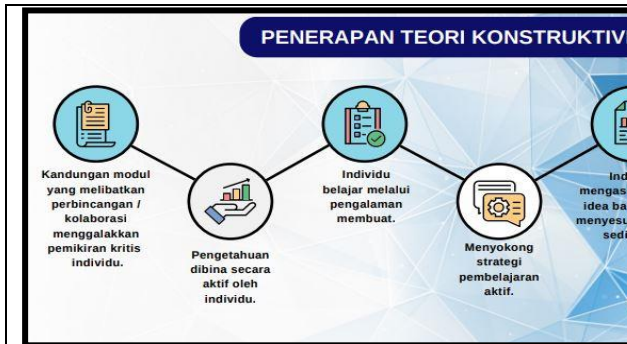 PENERAPAN TEORI KONSTRUKTIV
Kandungan modul
yang melibatkan
perbincangan /
kolaborasi
menggalakkan
pemikiran kritis
individu.
Pengetahuan
dibina secara
aktif oleh
individu.
Individu
belajar melalui
pengalaman
membuat.
Menyokong
strategi
pembelajaran
aktif.
Ind
mengas
idea ba
menyesu
sedi